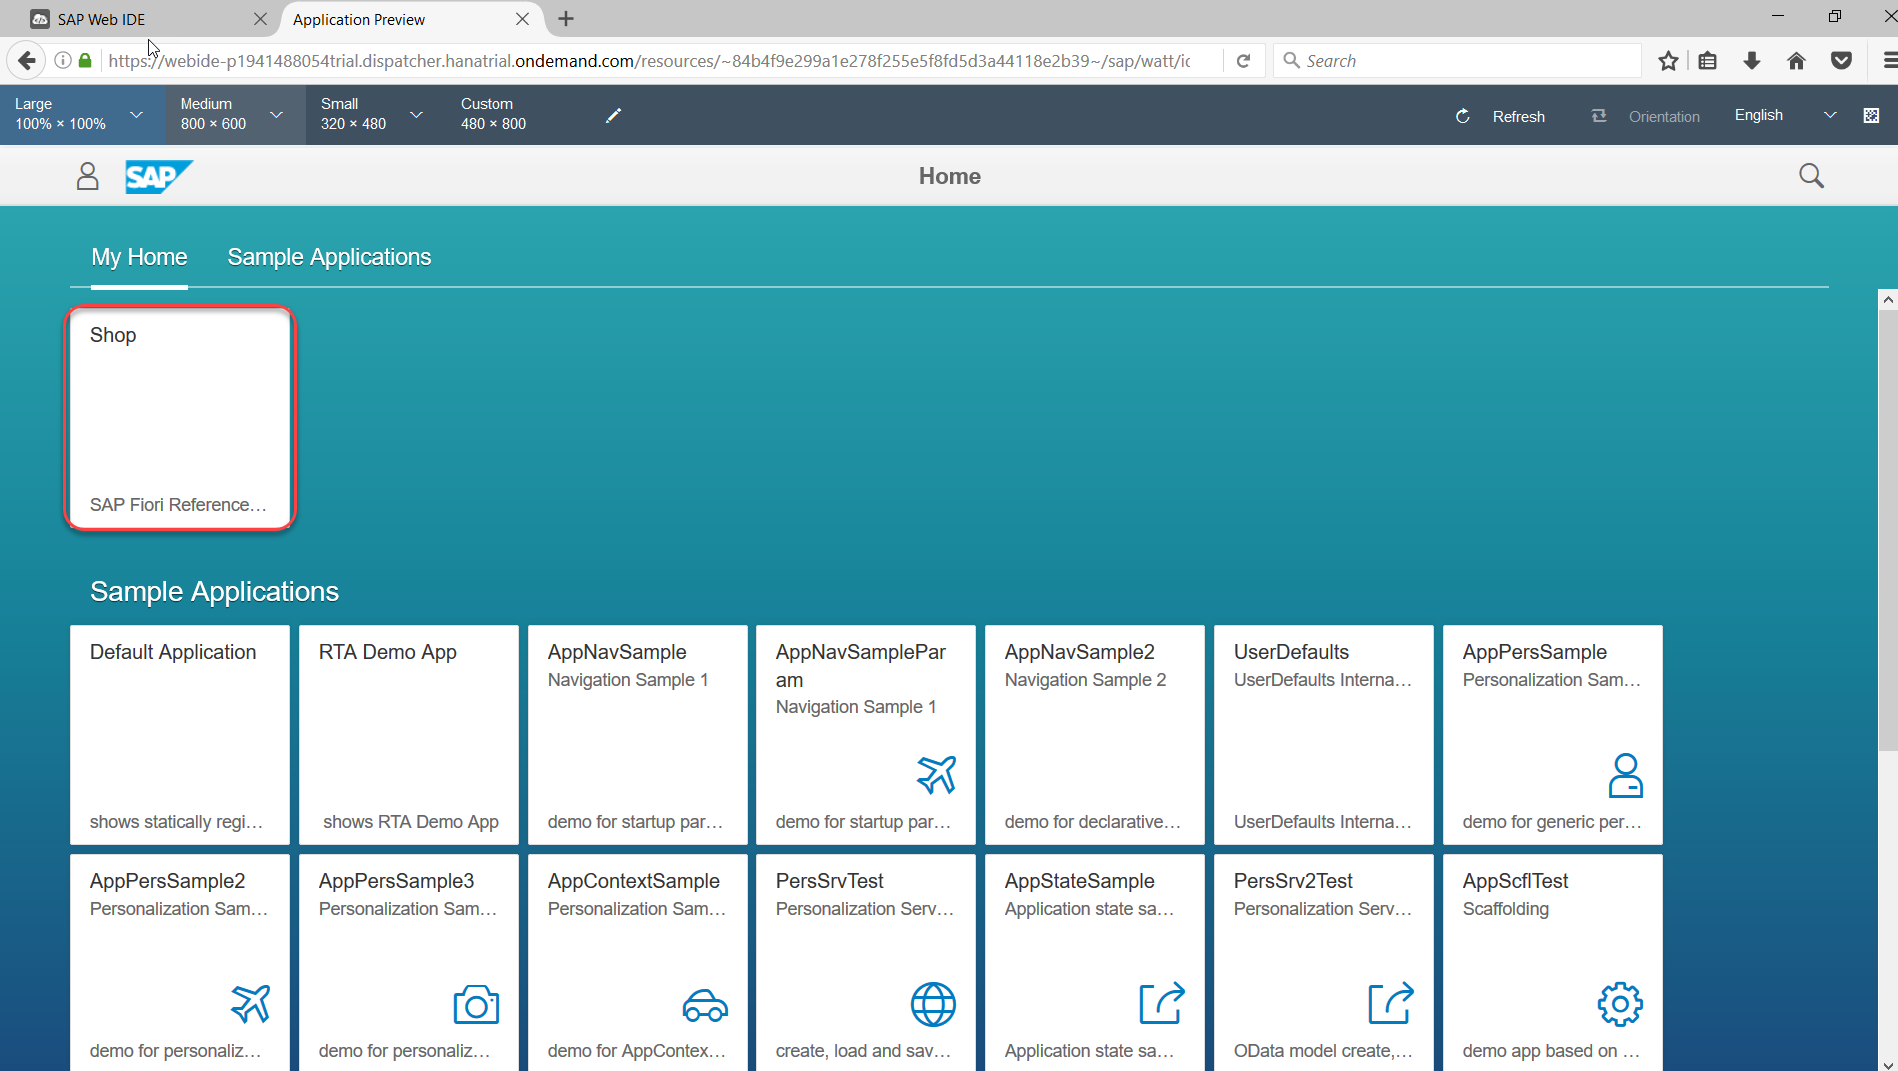 SAP Web IDE
Application Preview
https://webide-p1941488054trial.dispatcher.hanatrial.ondemand.com/resources/~84b4f9e299a1e278f255e5f8fd5d3a44118e2b39~/sap/watt/ic
Search
Large
100% × 100%
Medium
800 × 600
Small
320 × 480
Custom
480 × 800
Refresh
Orientation
English
SAP
Home
My Home
Sample Applications
Shop
SAP Fiori Reference...
Sample Applications
Default Application
shows statically regi...
RTA Demo App
shows RTA Demo App
AppNavSample
Navigation Sample 1
demo for startup par...
AppNavSamplePar
am
Navigation Sample 1
demo for startup par...
AppNavSample2
Navigation Sample 2
demo for declarative...
UserDefaults
UserDefaults Interna...
UserDefaults Interna...
AppPersSample
Personalization Sam...
demo for generic per...
AppPersSample2
Personalization Sam...
demo for personaliz...
AppPersSample3
Personalization Sam...
demo for personaliz...
AppContextSample
Personalization Sam...
demo for AppContex...
PersSrvTest
Personalization Serv...
create, load and sav...
AppStateSample
Application state sa...
Application state sa...
PersSrv2Test
Personalization Serv...
OData model create,...
AppScflTest
Scaffolding
demo app based on ...